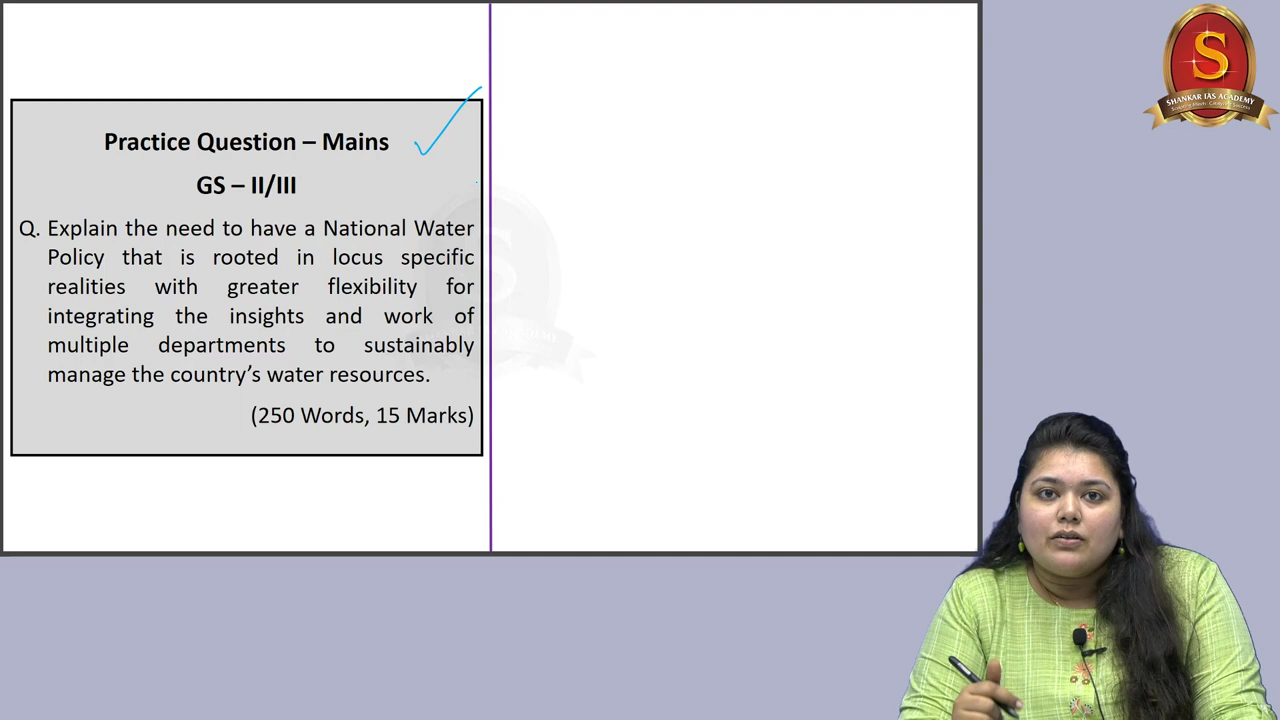 Practice Question – Mains
GS – II/III
Q. Explain the need to have a National Water
Policy that is rooted in locus specific
realities with greater flexibility for
integrating the insights and work of
multiple departments to sustainably
manage the country’s water resources.
(250 Words, 15 Marks)
S
SHANKAR IAS ACADEMY